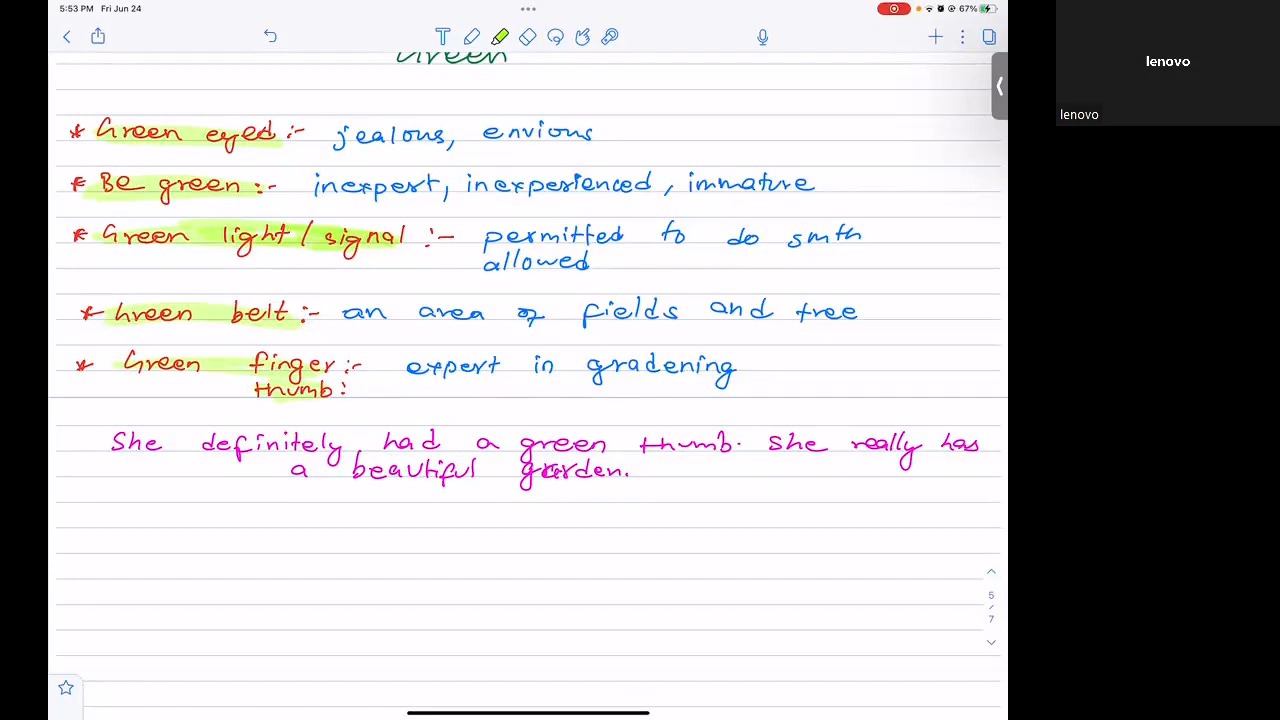 5:53 PM Fri Jun 24
67%
lenovo
lenovo
Green
* Green eyed :- jealous, envious
* Be green :- inexpert, inexperienced, immature
* Green light / signal :- permitted to do smth
allowed
* Green belt :- an area of fields and tree
* Green finger :- expert in gradening
thumb :
She definitely had a green thumb. She really has
a beautiful garden.
5
/
7